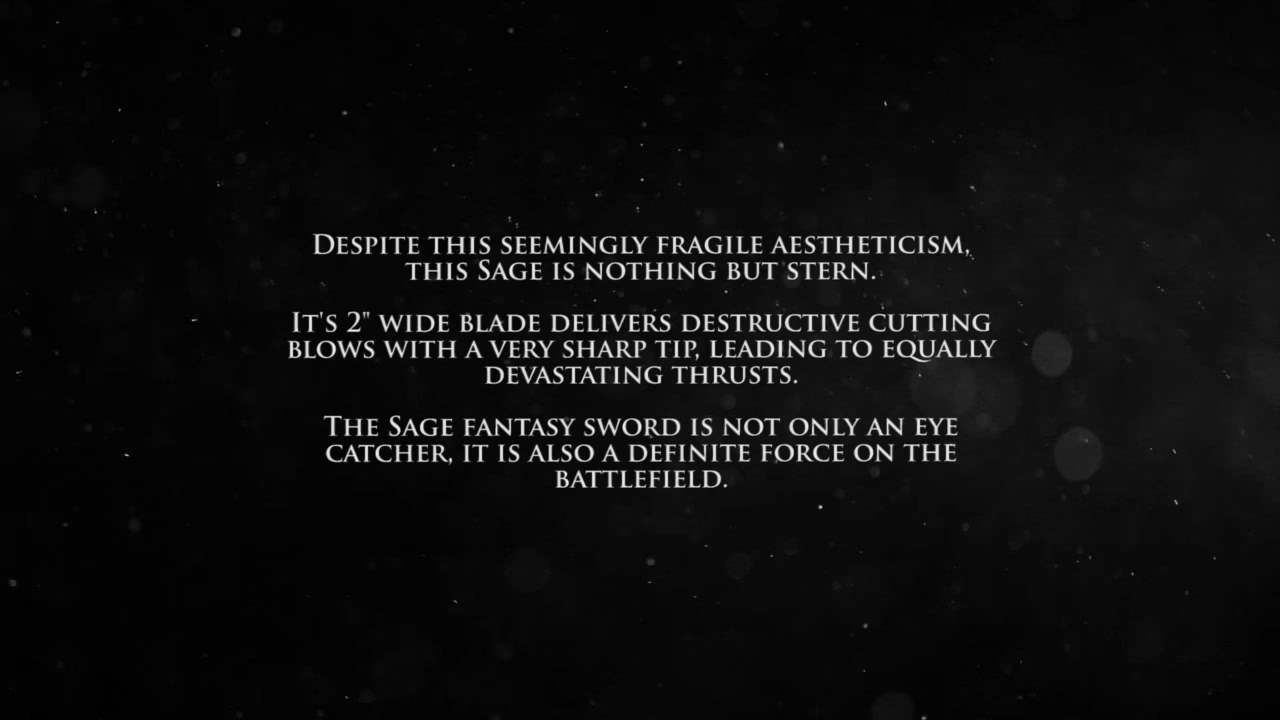 Despite this seemingly fragile aestheticism,
this Sage is nothing but stern.
It's 2" wide blade delivers destructive cutting
blows with a very sharp tip, leading to equally
devastating thrusts.
The Sage fantasy sword is not only an eye
catcher, it is also a definite force on the
battlefield.